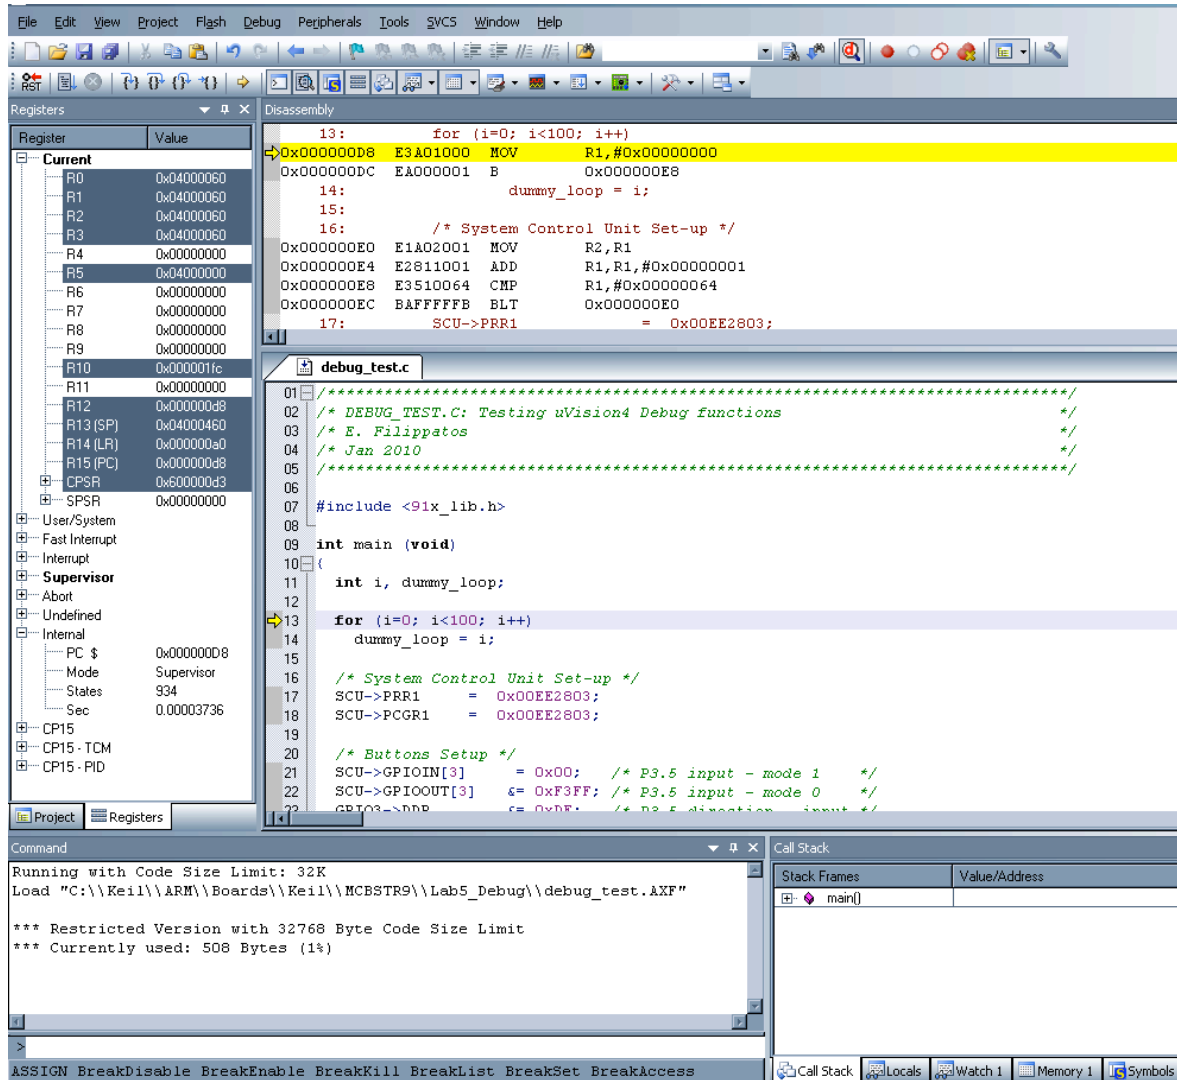 File Edit View Project Flash Debug Peripherals Tools SVCS Window Help
RST
Registers
Register Value
Current
R0 0x04000060
R1 0x04000060
R2 0x04000060
R3 0x04000060
R4 0x00000000
R5 0x04000000
R6 0x00000000
R7 0x00000000
R8 0x00000000
R9 0x00000000
R10 0x000001fc
R11 0x00000000
R12 0x000000d8
R13 (SP) 0x04000460
R14 (LR) 0x000000a0
R15 (PC) 0x000000d8
CPSR 0x600000d3
SPSR 0x00000000
User/System
Fast Interrupt
Interrupt
Supervisor
Abort
Undefined
Internal
PC $ 0x000000D8
Mode Supervisor
States 934
Sec 0.00003736
CP15
CP15 - TCM
CP15 - PID
Project Registers
Disassembly
13: for (i=0; i<100; i++)
0x000000D8 E3A01000 MOV R1,#0x00000000
0x000000DC EA000001 B 0x000000E8
14: dummy_loop = i;
15:
16: /* System Control Unit Set-up */
0x000000E0 E1A02001 MOV R2,R1
0x000000E4 E2811001 ADD R1,R1,#0x00000001
0x000000E8 E3510064 CMP R1,#0x00000064
0x000000EC BAFFFFFB BLT 0x000000E0
17: SCU->PRR1 = 0x00EE2803;
debug_test.c
01 /*****************************************************************************/
02 /* DEBUG_TEST.C: Testing uVision4 Debug functions */
03 /* E. Filippatos */
04 /* Jan 2010 */
05 /*****************************************************************************/
06
07 #include <91x_lib.h>
08
09 int main (void)
10 {
11 int i, dummy_loop;
12
13 for (i=0; i<100; i++)
14 dummy_loop = i;
15
16 /* System Control Unit Set-up */
17 SCU->PRR1 = 0x00EE2803;
18 SCU->PCGR1 = 0x00EE2803;
19
20 /* Buttons Setup */
21 SCU->GPIOIN[3] = 0x00; /* P3.5 input - mode 1 */
22 SCU->GPIOOUT[3] &= 0xF3FF; /* P3.5 input - mode 0 */
23 GPIO3->DDR &= 0xDF; /* P3.5 direction - input */
Command
Running with Code Size Limit: 32K
Load "C:\\Keil\\ARM\\Boards\\Keil\\MCBSTR9\\Lab5_Debug\\debug_test.AXF"
*** Restricted Version with 32768 Byte Code Size Limit
*** Currently used: 508 Bytes (1%)
>
ASSIGN BreakDisable BreakEnable BreakKill BreakList BreakSet BreakAccess
Call Stack
Stack Frames Value/Address
main()
Call Stack Locals Watch 1 Memory 1 Symbols